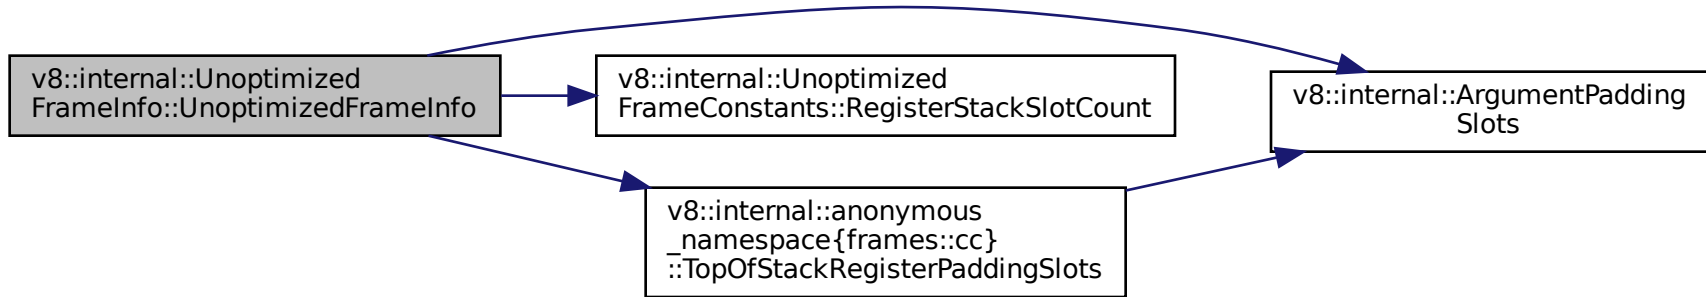 v8::internal::Unoptimized
FrameInfo::UnoptimizedFrameInfo
v8::internal::Unoptimized
FrameConstants::RegisterStackSlotCount
v8::internal::ArgumentPadding
Slots
v8::internal::anonymous
_namespace{frames::cc}
::TopOfStackRegisterPaddingSlots